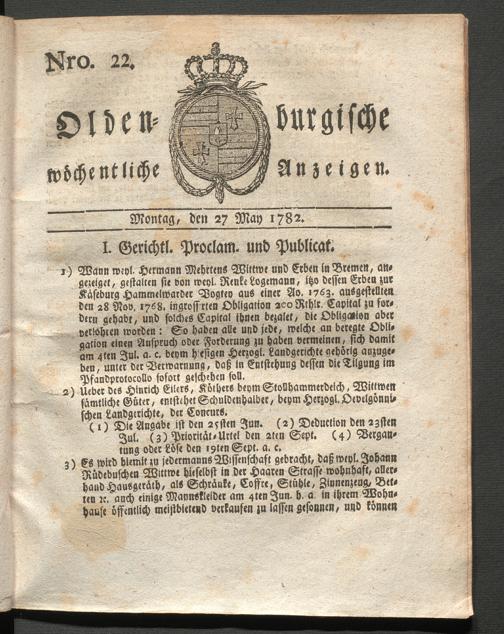 Nro. 22.
Olden- burgische
wöchentliche Anzeigen.
Montag, den 27 May 1782.
I. Gerichtl. Proclam. und Publicat.
1) Wann weyl. Hermann Mehrtens Wittwe und Erben in Bremen, an-
gezeiget, gestalten sie von weyl. Renke Logemann, itzo dessen Erben zur
Käseburg Hammelwarder Vogtey aus einer Ao. 1763. ausgestellten
den 28 Nov. 1768. ingrossirten Obligation 200 Rthlr. Capital zu for-
dern gehabt, und solches Capital ihnen bezalet, die Obligation aber
verlohren worden: So haben alle und jede, welche an beregte Obli-
gation einen Anspruch oder Forderung zu haben vermeinen, sich damit
am 4ten Jul. a. c. beym hiesigen Herzogl. Landgerichte gehörig anzuge-
ben, unter der Verwarnung, daß in Entstehung dessen die Tilgung im
Pfandprotocollo sofort geschehen soll.
2) Ueber des Hinrich Eilers, Köthers beym Stollhammerdeich, Wittwen
sämtliche Güter, entstehet Schuldenhalber, beym Herzogl. Oevelgönni-
schen Landgerichte, der Concurs.
(1) Die Angabe ist den 25sten Jun. (2) Deduction den 23sten
Jul. (3) Prioritäts-Urtel den 2ten Sept. (4) Vergan-
tung oder Löse den 19ten Sept. a. c.
3) Es wird hiemit zu jedermanns Wissenschaft gebracht, daß weyl. Johann
Rüdebuschen Wittwe hieselbst in der Haaren Strasse wohnhaft, aller-
hand Hausgeräth, als Schränke, Coffre, Stühle, Zinnenzeug, Bet-
ten ꝛc. auch einige Mannskleider am 4ten Jun. h. a. in ihrem Wohn-
hause öffentlich meistbietend verkaufen zu lassen gesonnen, und können